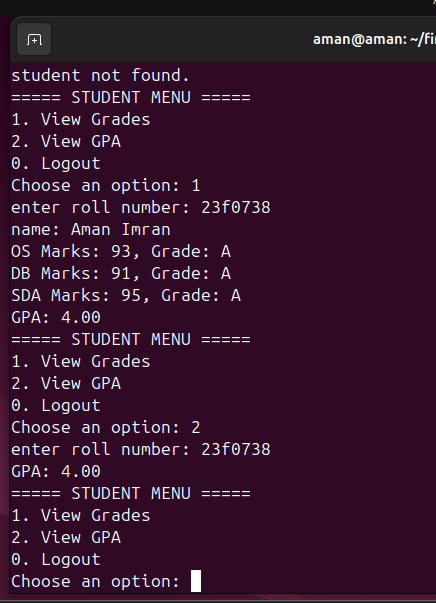 aman@aman: ~/fi
student not found.
===== STUDENT MENU =====
1. View Grades
2. View GPA
0. Logout
Choose an option: 1
enter roll number: 23f0738
name: Aman Imran
OS Marks: 93, Grade: A
DB Marks: 91, Grade: A
SDA Marks: 95, Grade: A
GPA: 4.00
===== STUDENT MENU =====
1. View Grades
2. View GPA
0. Logout
Choose an option: 2
enter roll number: 23f0738
GPA: 4.00
===== STUDENT MENU =====
1. View Grades
2. View GPA
0. Logout
Choose an option: